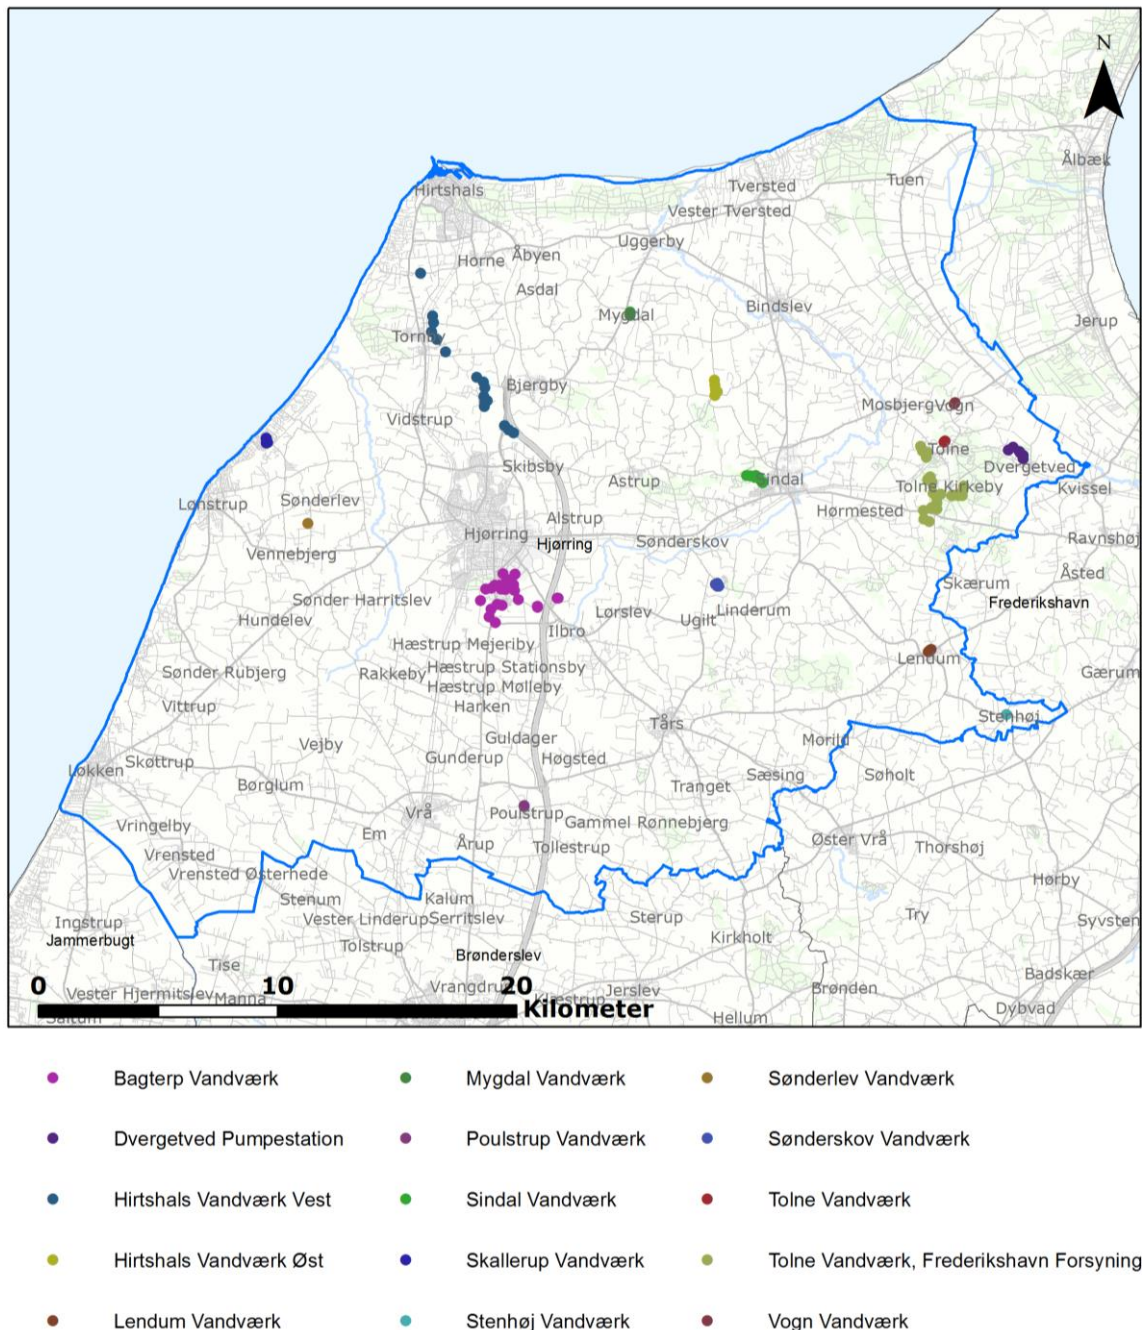 N
Ålbæk
Hirtshals
Tversted
Tuen
Vester Tversted
Uggerby
Horne
Åbyen
Asdal
Bindslev
Mygdal
Jerup
Tornby
Bjergby
Mosbjerg
Vogn
Vidstrup
Tolne
Skibsby
Dvergetved
Astrup
Sindal
Tolne Kirkeby
Kvissel
Sønderlev
Lønstrup
Hørmested
Alstrup
Hjørring
Hjørring
Sønderskov
Ravnshøj
Vennebjerg
Åsted
Skærum
Sønder Harritslev
Frederikshavn
Lørslev
Linderum
Hundelev
Ugilt
Ilbro
Hæstrup Mejeriby
Lendum
Sønder Rubjerg
Rakkeby
Hæstrup Stationsby
Gærum
Hæstrup Mølleby
Vittrup
Harken
Stenhøj
Tårs
Guldager
Morild
Vejby
Gunderup
Høgsted
Løkken
Skøttrup
Sæsing
Søholt
Børglum
Tranget
Vrå
Poulstrup
Vringelby
Em
Gammel Rønnebjerg
Øster Vrå
Årup
Tollestrup
Thorshøj
Vrensted
Vrensted Østernede
Hørby
Stenum
Kalum
Ingstrup
Vester Linderup
Serritslev
Sterup
Try
Syvsten
Jammerbugt
Tolstrup
Kirkholt
Brønderslev
Tise
Badskær
0 10 20
Vester Hjermitslev
Manna
Vrangdrup
Jerslev
Brønden
Kilometer
Saltum
Hellum
Dybvad
Bagterp Vandværk
Mygdal Vandværk
Sønderlev Vandværk
Dvergetved Pumpestation
Poulstrup Vandværk
Sønderskov Vandværk
Hirtshals Vandværk Vest
Sindal Vandværk
Tolne Vandværk
Hirtshals Vandværk Øst
Skallerup Vandværk
Tolne Vandværk, Frederikshavn Forsyning
Lendum Vandværk
Stenhøj Vandværk
Vogn Vandværk